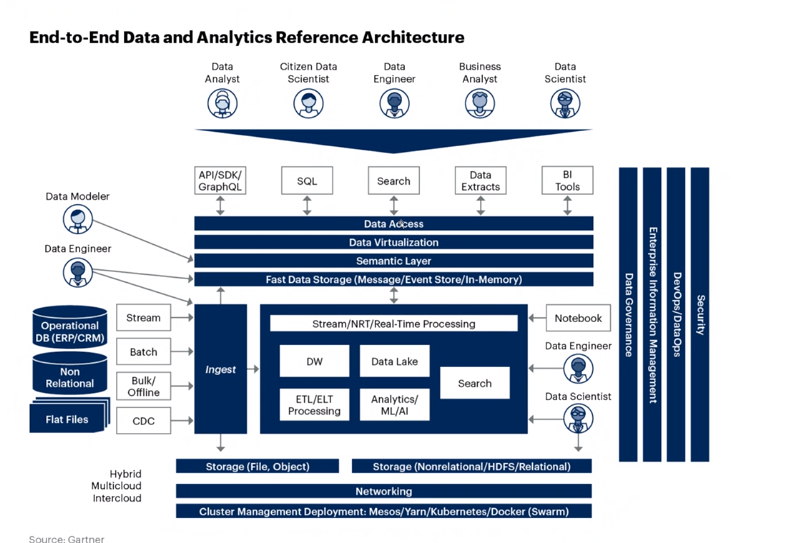 End-to-End Data and Analytics Reference Architecture
Data
Analyst
Citizen Data
Scientist
Data
Engineer
Business
Analyst
Data
Scientist
API/SDK/
GraphQL
SQL
Search
Data
Extracts
BI
Tools
Data Modeler
Data Engineer
Data Access
Data Virtualization
Semantic Layer
Fast Data Storage (Message/Event Store/In-Memory)
Operational
DB (ERP/CRM)
Non
Relational
Flat Files
Stream
Batch
Bulk/
Offline
CDC
Ingest
Stream/NRT/Real-Time Processing
DW
Data Lake
ETL/ELT
Processing
Analytics/
ML/AI
Search
Notebook
Data Engineer
Data Scientist
Data Governance
Enterprise Information Management
DevOps/DataOps
Security
Storage (File, Object)
Storage (Nonrelational/HDFS/Relational)
Hybrid
Multicloud
Intercloud
Networking
Cluster Management Deployment: Mesos/Yarn/Kubernetes/Docker (Swarm)
Source: Gartner